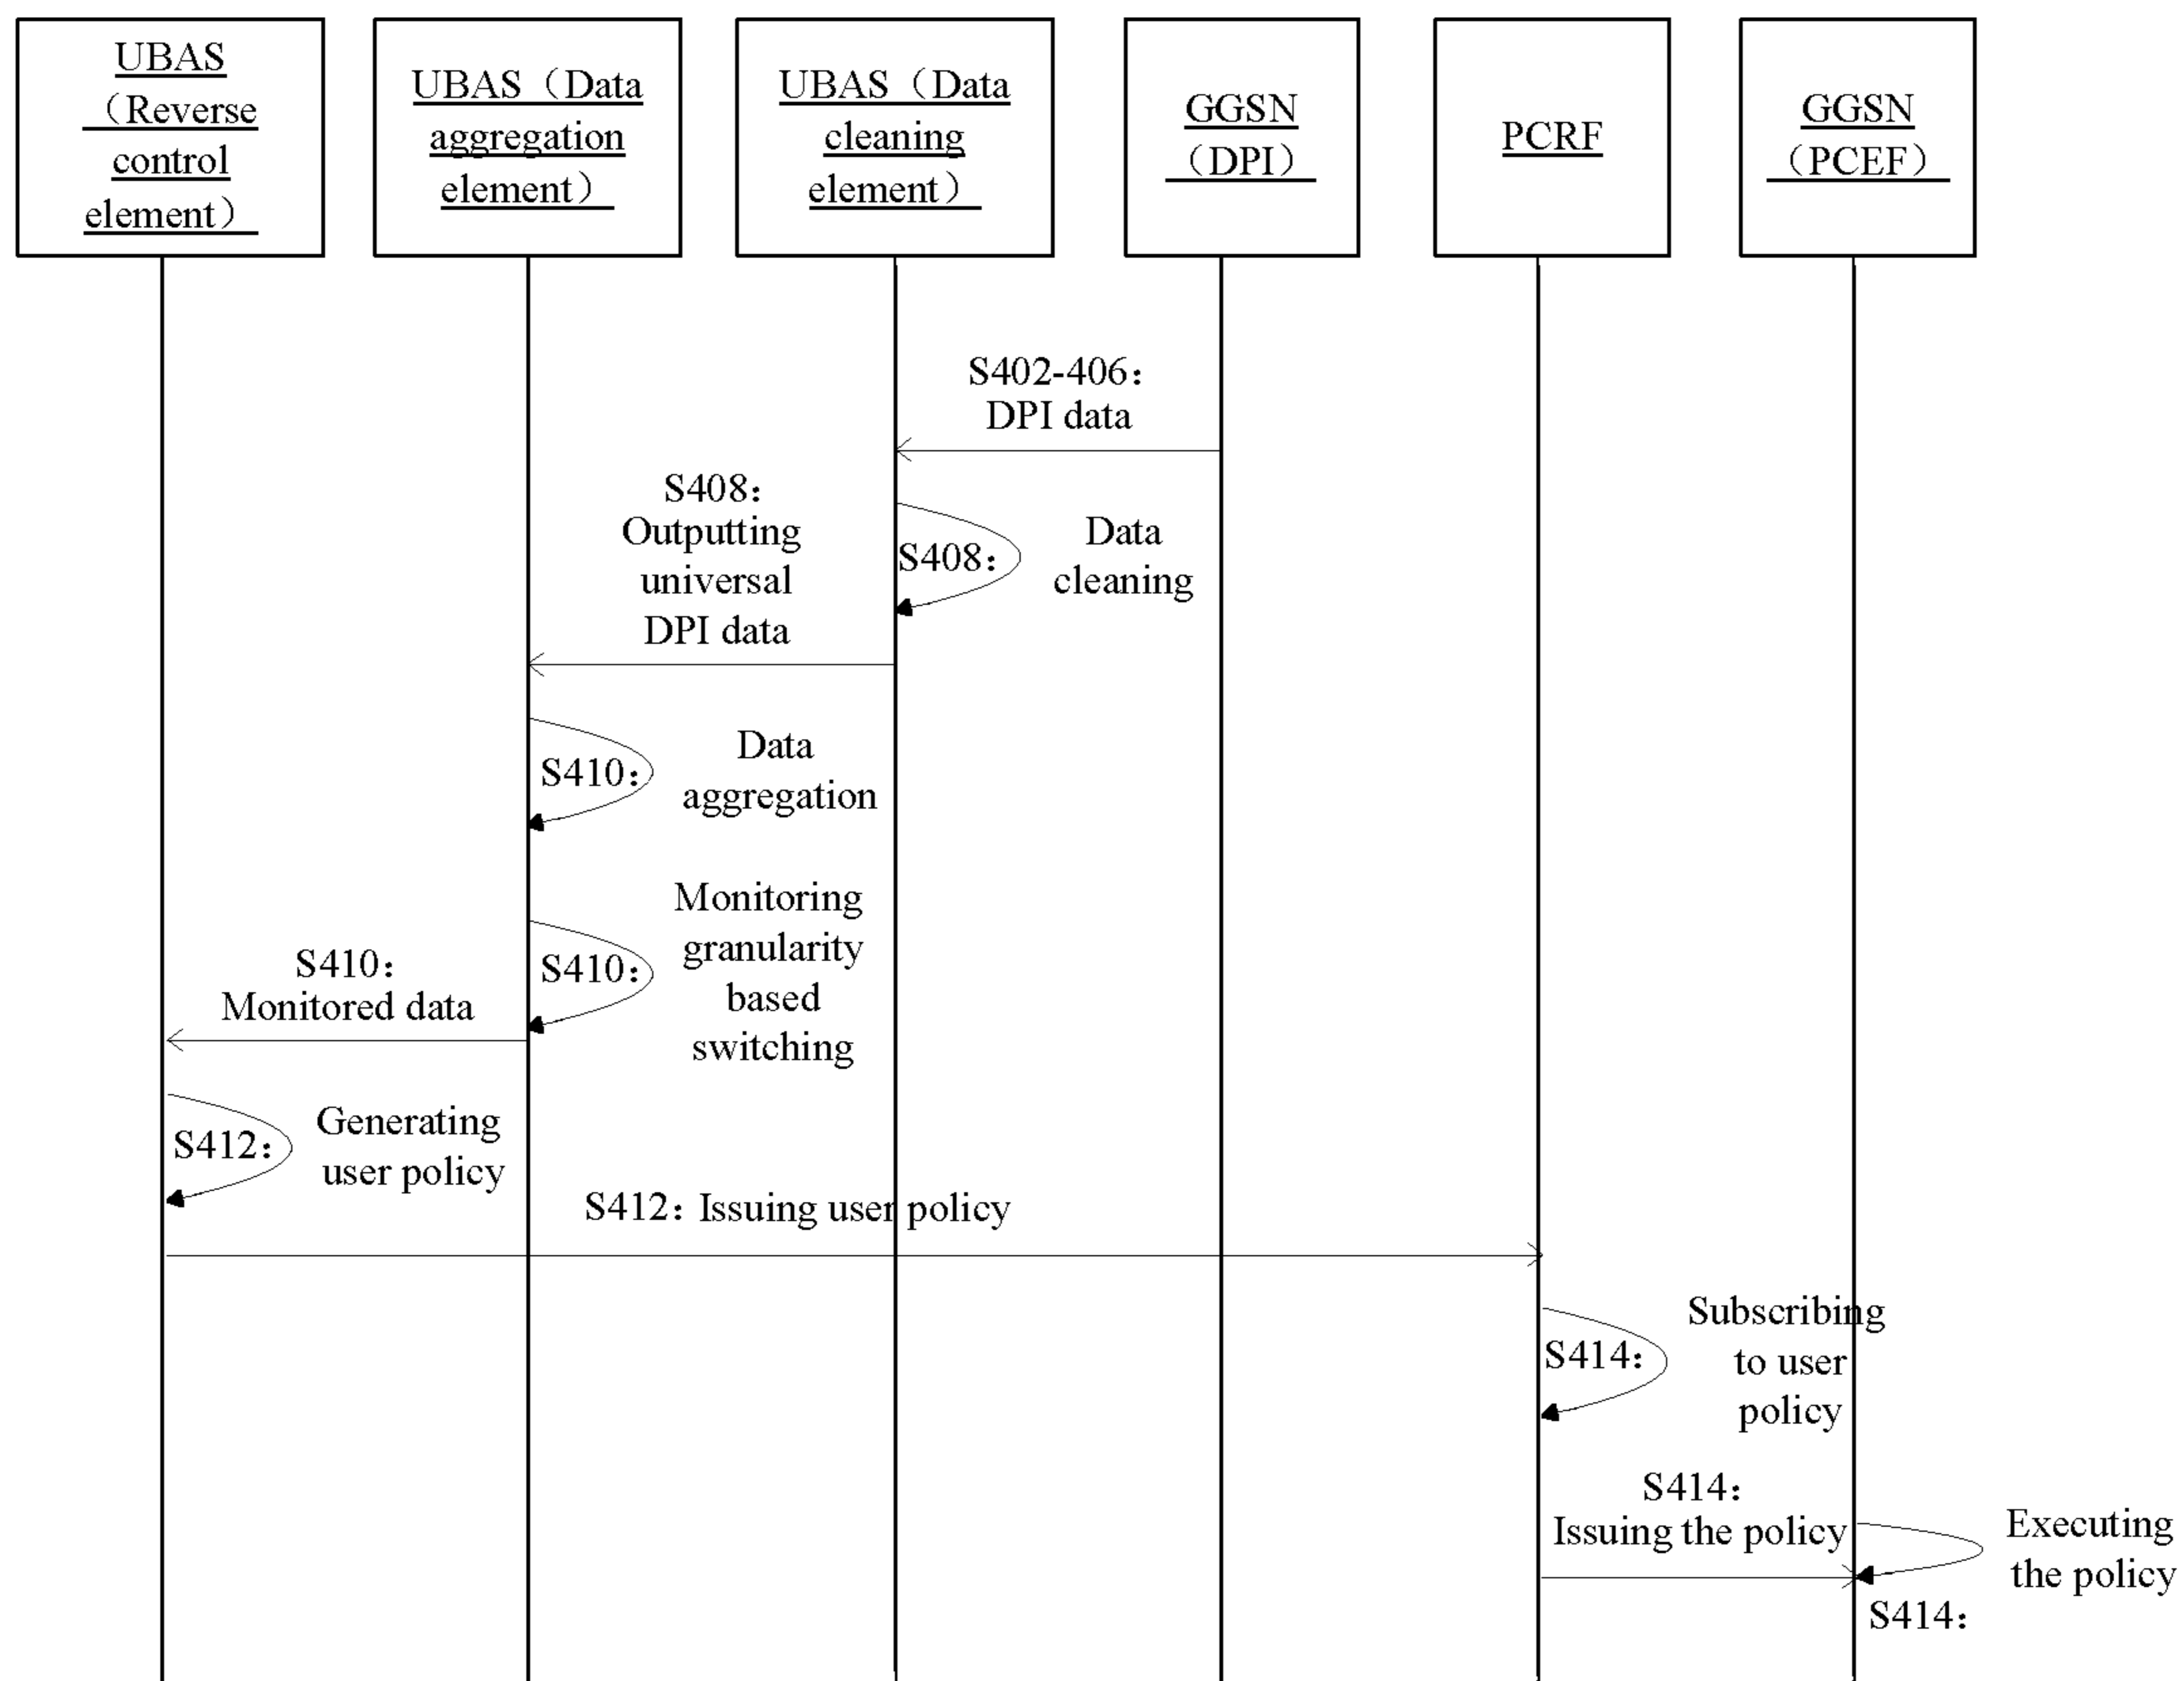 UBAS
（Reverse
control
element）
UBAS（Data
aggregation
element）
UBAS（Data
cleaning
element）
GGSN
（DPI）
PCRF
GGSN
（PCEF）
S402-406：
DPI data
S408：
Outputting
universal
DPI data
S408：
Data
cleaning
S410：
Data
aggregation
S410：
Monitoring
granularity
based
switching
S410：
Monitored data
S412：
Generating
user policy
S412：Issuing user policy
S414：
Subscribing
to user
policy
S414：
Issuing the policy
Executing
the policy
S414：